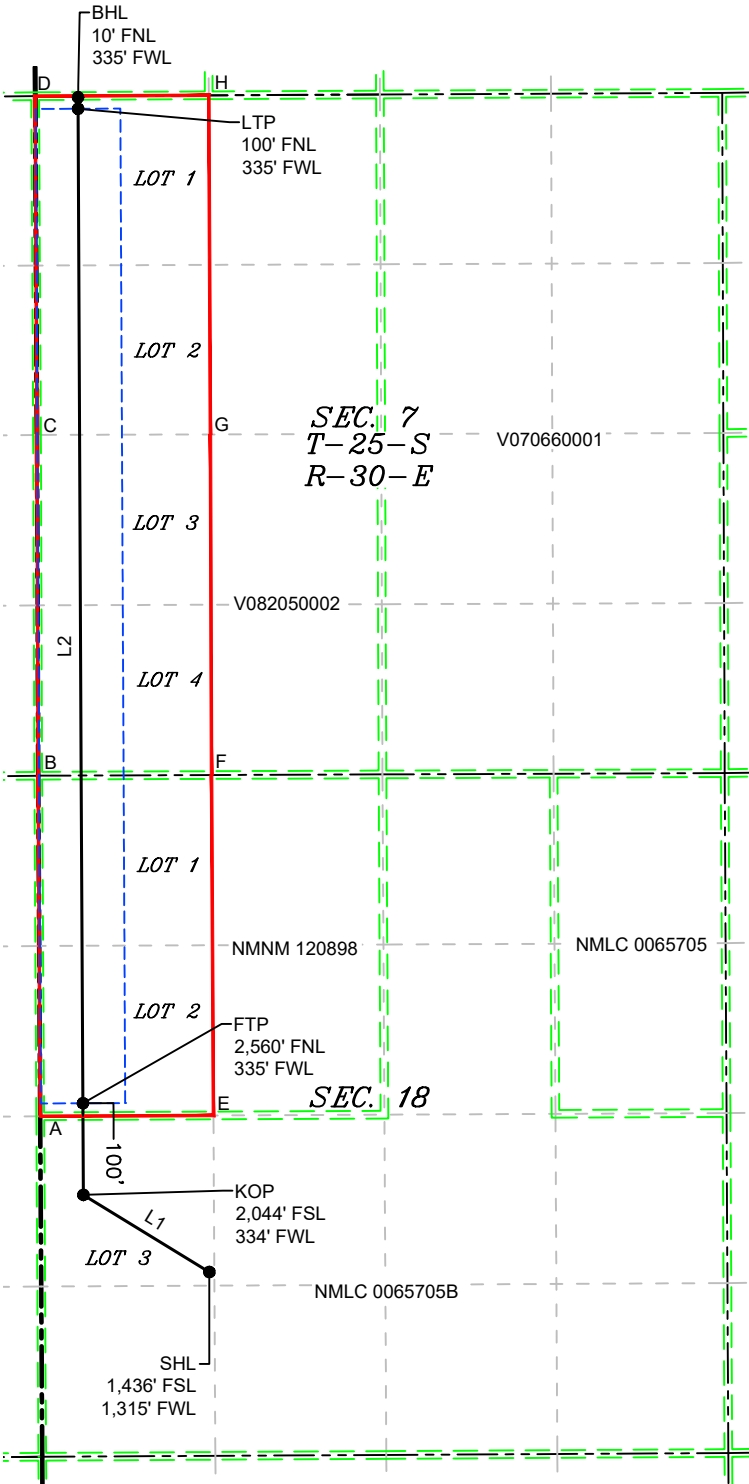 BHL
10' FNL
335' FWL
D
H
LTP
100' FNL
335' FWL
LOT 1
LOT 2
C
G
SEC. 7
T-25-S
R-30-E
V070660001
LOT 3
V082050002
L2
LOT 4
B
F
LOT 1
NMNM 120898
NMLC 0065705
LOT 2
FTP
2,560' FNL
335' FWL
E
SEC. 18
A
100'
KOP
2,044' FSL
334' FWL
L1
LOT 3
NMLC 0065705B
SHL
1,436' FSL
1,315' FWL